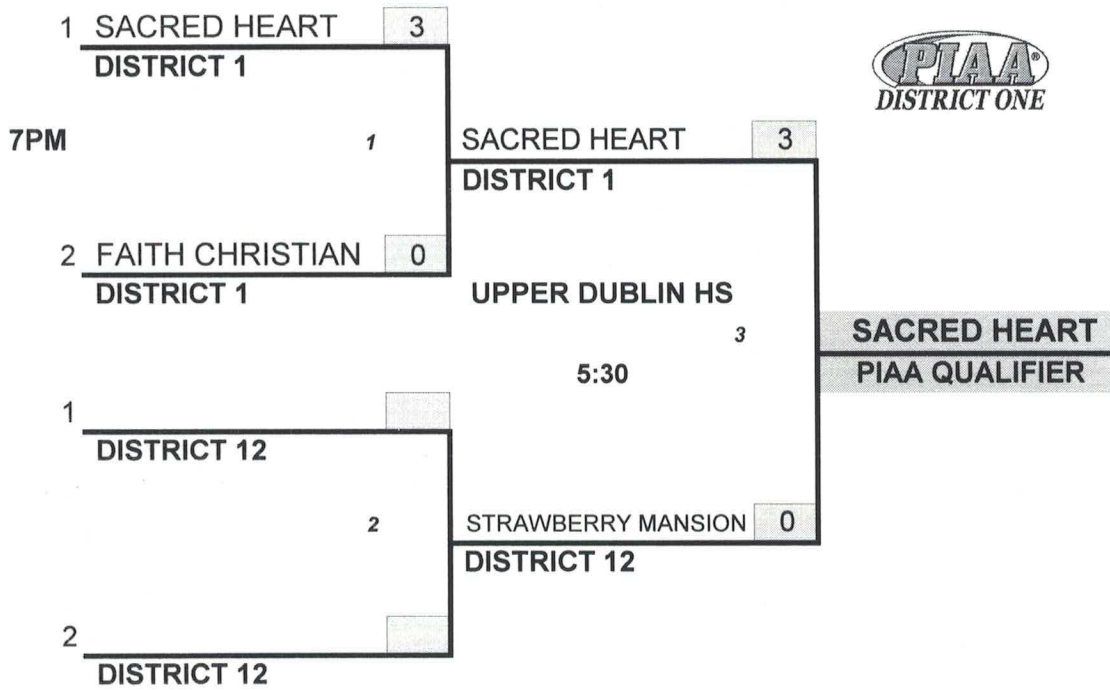 1 SACRED HEART 3
DISTRICT 1
PIAA®
DISTRICT ONE
7PM
1
SACRED HEART 3
DISTRICT 1
2 FAITH CHRISTIAN 0
DISTRICT 1
UPPER DUBLIN HS
3
SACRED HEART
5:30
PIAA QUALIFIER
1
DISTRICT 12
2
STRAWBERRY MANSION 0
DISTRICT 12
2
DISTRICT 12